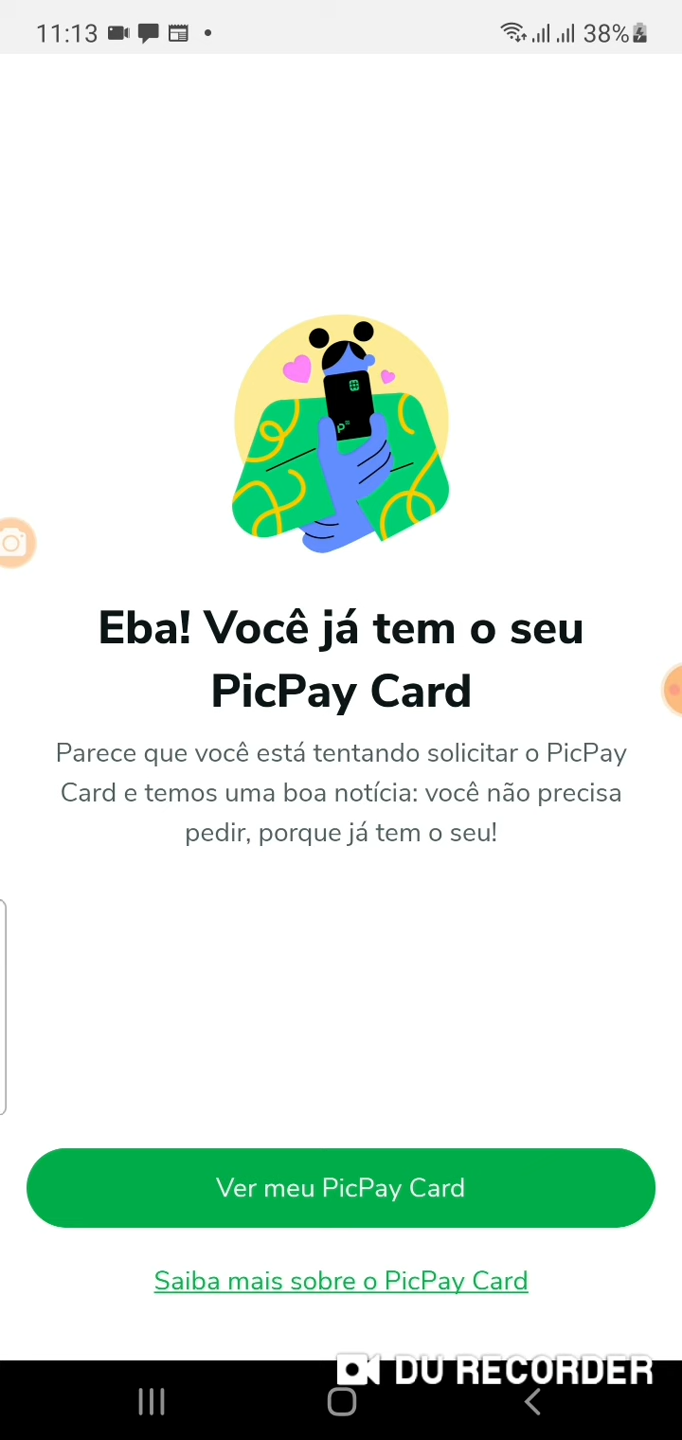 11:13 38%
Eba! Você já tem o seu
PicPay Card
Parece que você está tentando solicitar o PicPay
Card e temos uma boa notícia: você não precisa
pedir, porque já tem o seu!
Ver meu PicPay Card
Saiba mais sobre o PicPay Card
DU RECORDER